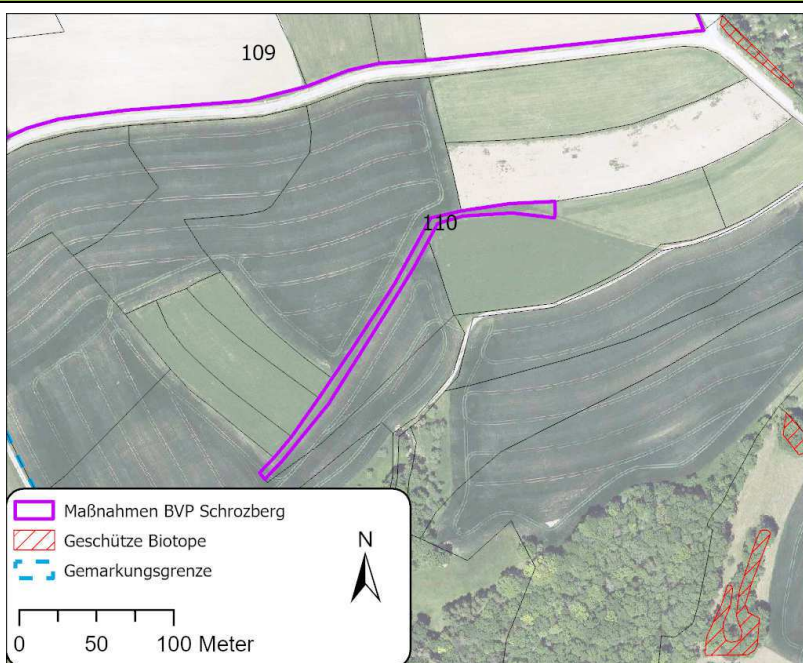 109
110
Maßnahmen BVP Schrozberg
Geschütze Biotope
Gemarkungsgrenze
N
0 50 100 Meter